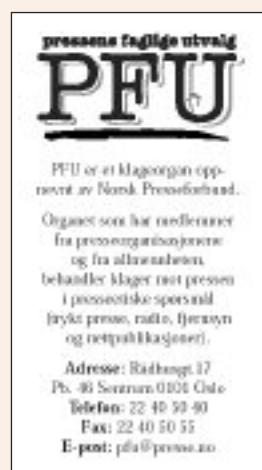 pressens faglige utvalg
PFU
PFU er et klageorgan opp-
nevnt av Norsk Presseforbund.
Organet som har medlemmer
fra presseorganisasjonene
og fra allmennheten,
behandler klager mot pressen
i presseetiske spørsmål
(trykt presse, radio, fjernsyn
og nettpublikasjoner).
Adresse: Rådhusgt. 17
Pb. 46 Sentrum 0101 Oslo
Telefon: 22 40 50 40
Fax: 22 40 50 55
E-post: pfu@presse.no